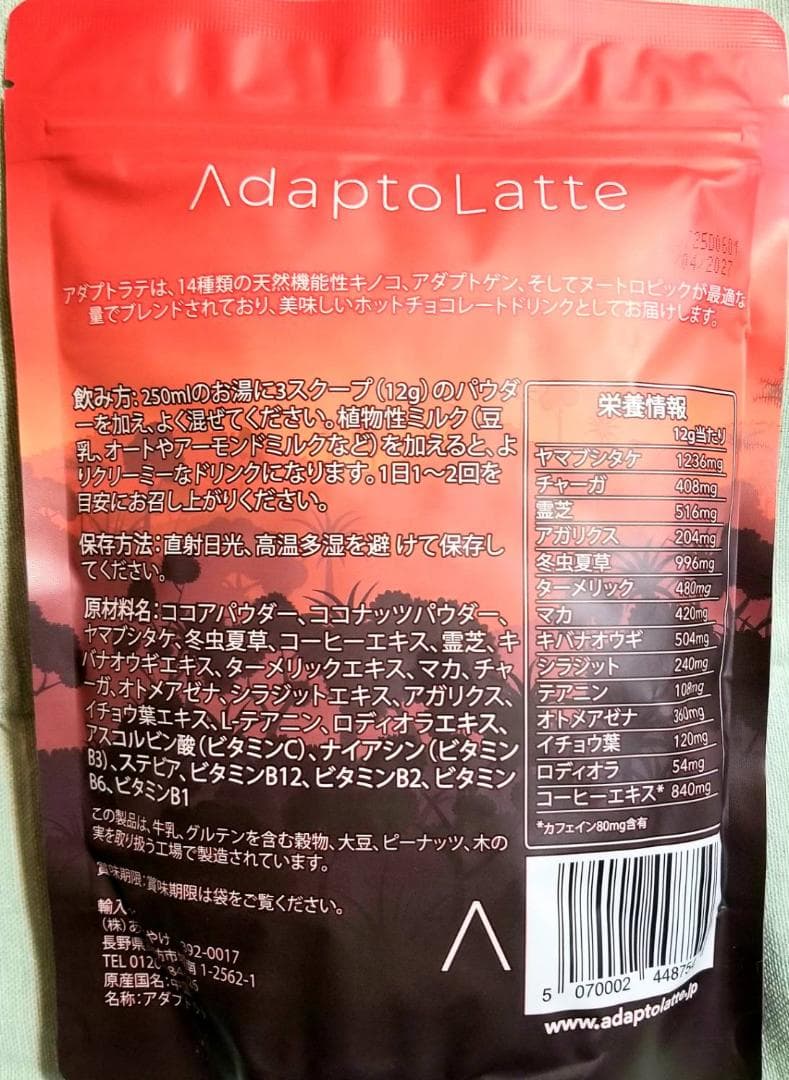 AdaptoLatte
25D0601
04/2027
アダプトラテは、14種類の天然機能性キノコ、アダプトゲン、そしてヌートロピックが最適な
量でブレンドされており、美味しいホットチョコレートドリンクとしてお届けします。
飲み方：250mlのお湯に3スクープ（12g）のパウダ
ーを加え、よく混ぜてください。植物性ミルク（豆
乳、オートやアーモンドミルクなど）を加えると、よ
りクリーミーなドリンクになります。1日1～2回を
目安にお召し上がりください。
保存方法：直射日光、高温多湿を避 けて保存し
てください。
原材料名：ココアパウダー、ココナッツパウダー、
ヤマブシタケ、冬虫夏草、コーヒーエキス、霊芝、キ
バナオウギエキス、ターメリックエキス、マカ、チャー
ガ、オトメアゼナ、シラジットエキス、アガリクス、
イチョウ葉エキス、L-テアニン、ロディオラエキス、
アスコルビン酸（ビタミンC）、ナイアシン（ビタミン
B3）、ステビア、ビタミンB12、ビタミンB2、ビタミン
B6、ビタミンB1
この製品は、牛乳、グルテンを含む穀物、大豆、ピーナッツ、木の
実を取り扱う工場で製造されています。
賞味期限：賞味期限は袋をご覧ください。
輸入
（株）あ やけ 392-0017
長野県 訪市 1-2562-1
TEL 0120
原産国名：
名称：アダプト
栄養情報
12g当たり
ヤマブシタケ 1236mg
チャーガ 408mg
霊芝 516mg
アガリクス 204mg
冬虫夏草 996mg
ターメリック 480mg
マカ 420mg
キバナオウギ 504mg
シラジット 240mg
テアニン 108mg
オトメアゼナ 360mg
イチョウ葉 120mg
ロディオラ 54mg
コーヒーエキス* 840mg
*カフェイン80mg含有
5 070002 44875
www.adaptolatte.jp